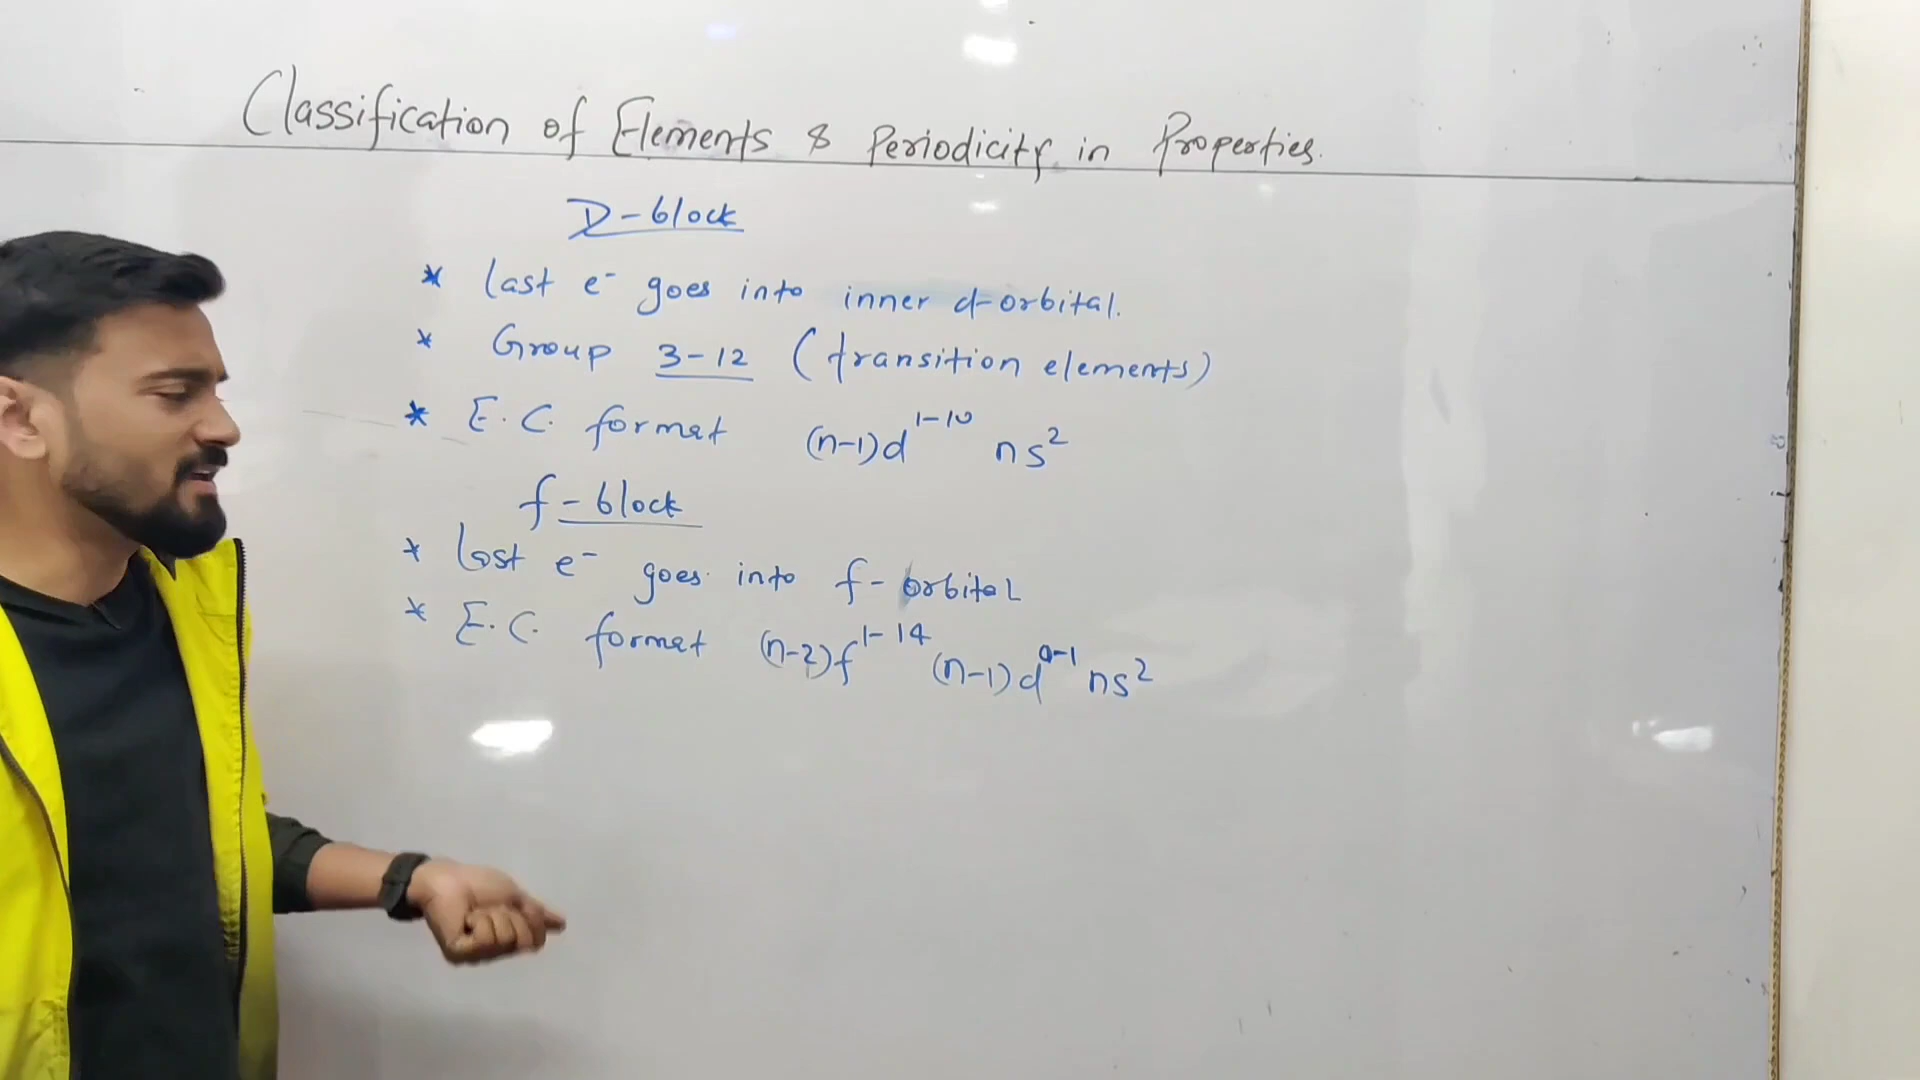 Classification of Elements & Periodicity in Properties.
D-block
* last e⁻ goes into inner d-orbital.
* Group 3-12 (transition elements)
* E.C. format (n-1)d¹⁻¹⁰ ns²
f-block
* last e⁻ goes into f-orbital
* E.C. format (n-2)f¹⁻¹⁴ (n-1)d⁰⁻¹ ns²